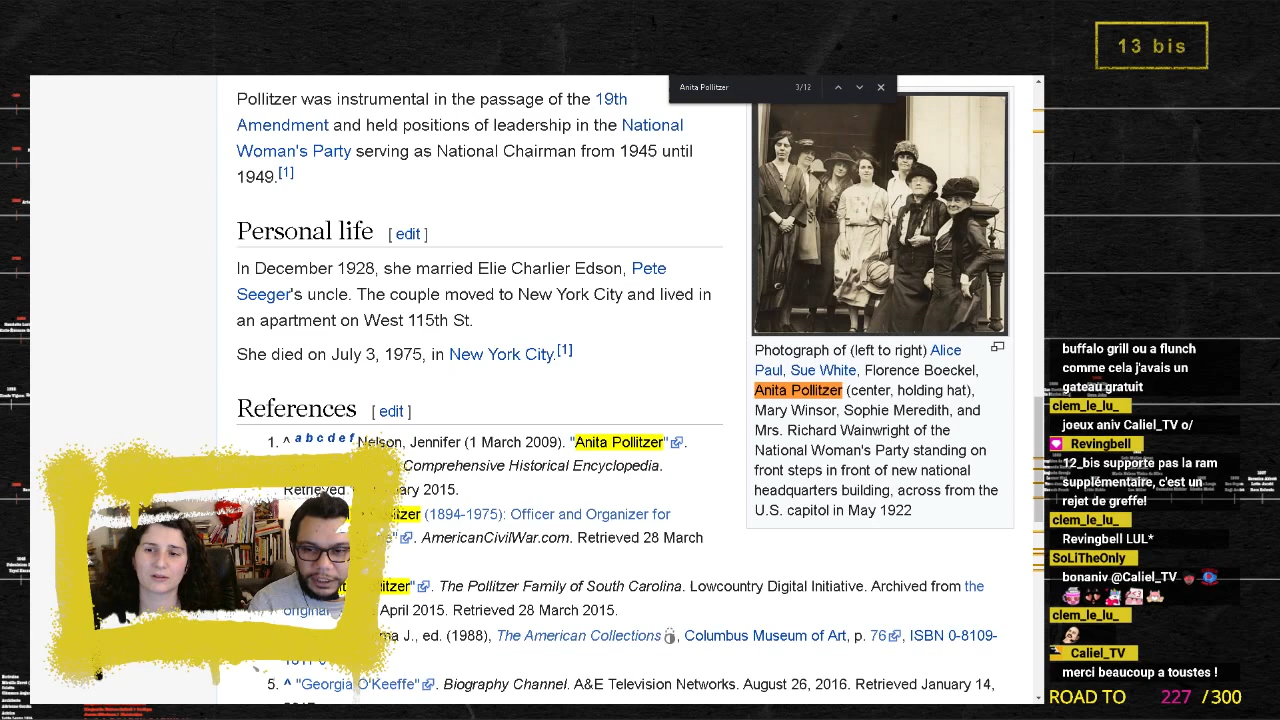 13 bis
Anita Pollitzer 3/12
Pollitzer was instrumental in the passage of the 19th
Amendment and held positions of leadership in the National
Woman's Party serving as National Chairman from 1945 until
1949.[1]
Personal life [ edit ]
In December 1928, she married Elie Charlier Edson, Pete
Seeger's uncle. The couple moved to New York City and lived in
an apartment on West 115th St.
She died on July 3, 1975, in New York City.[1]
References [ edit ]
1. ^ a b c d e f Nelson, Jennifer (1 March 2009). "Anita Pollitzer".
Comprehensive Historical Encyclopedia.
Retrieved
2015.
(1894-1975): Officer and Organizer for
AmericanCivilWar.com. Retrieved 28 March
The Pollitzer Family of South Carolina. Lowcountry Digital Initiative. Archived from the
April 2015. Retrieved 28 March 2015.
J., ed. (1988), The American Collections, Columbus Museum of Art, p. 76, ISBN 0-8109-
5. ^ "Georgia O'Keeffe". Biography Channel. A&E Television Networks. August 26, 2016. Retrieved January 14,
Photograph of (left to right) Alice
Paul, Sue White, Florence Boeckel,
Anita Pollitzer (center, holding hat),
Mary Winsor, Sophie Meredith, and
Mrs. Richard Wainwright of the
National Woman's Party standing on
front steps in front of new national
headquarters building, across from the
U.S. capitol in May 1922
buffalo grill ou a flunch
comme cela j'avais un
gateau gratuit
clem_le_lu_
joeux aniv Caliel_TV o/
Revingbell
12_bis supporte pas la ram
supplémentaire, c'est un
rejet de greffe!
clem_le_lu_
Revingbell LUL*
SoLiTheOnly
bonaniv @Caliel_TV
clem_le_lu_
Caliel_TV
merci beaucoup a toustes !
ROAD TO 227 / 300